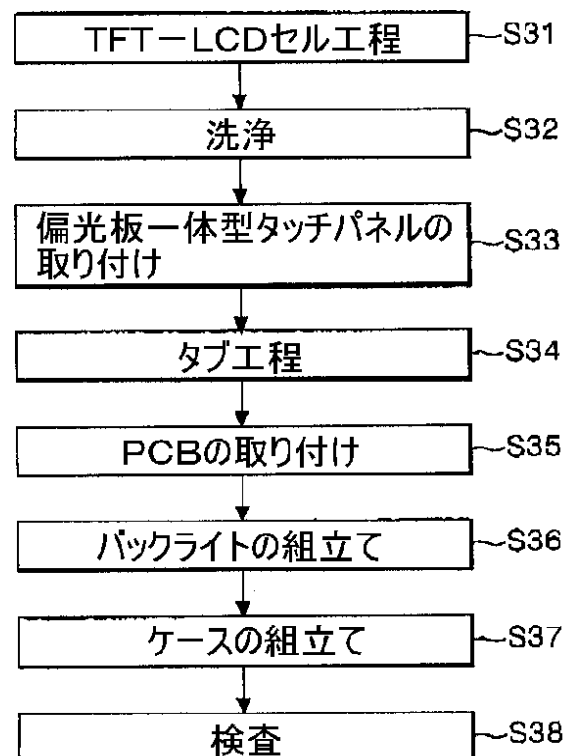 TFT－LCDセル工程 S31
洗浄 S32
偏光板一体型タッチパネルの
取り付け S33
タブ工程 S34
PCBの取り付け S35
バックライトの組立て S36
ケースの組立て S37
検査 S38